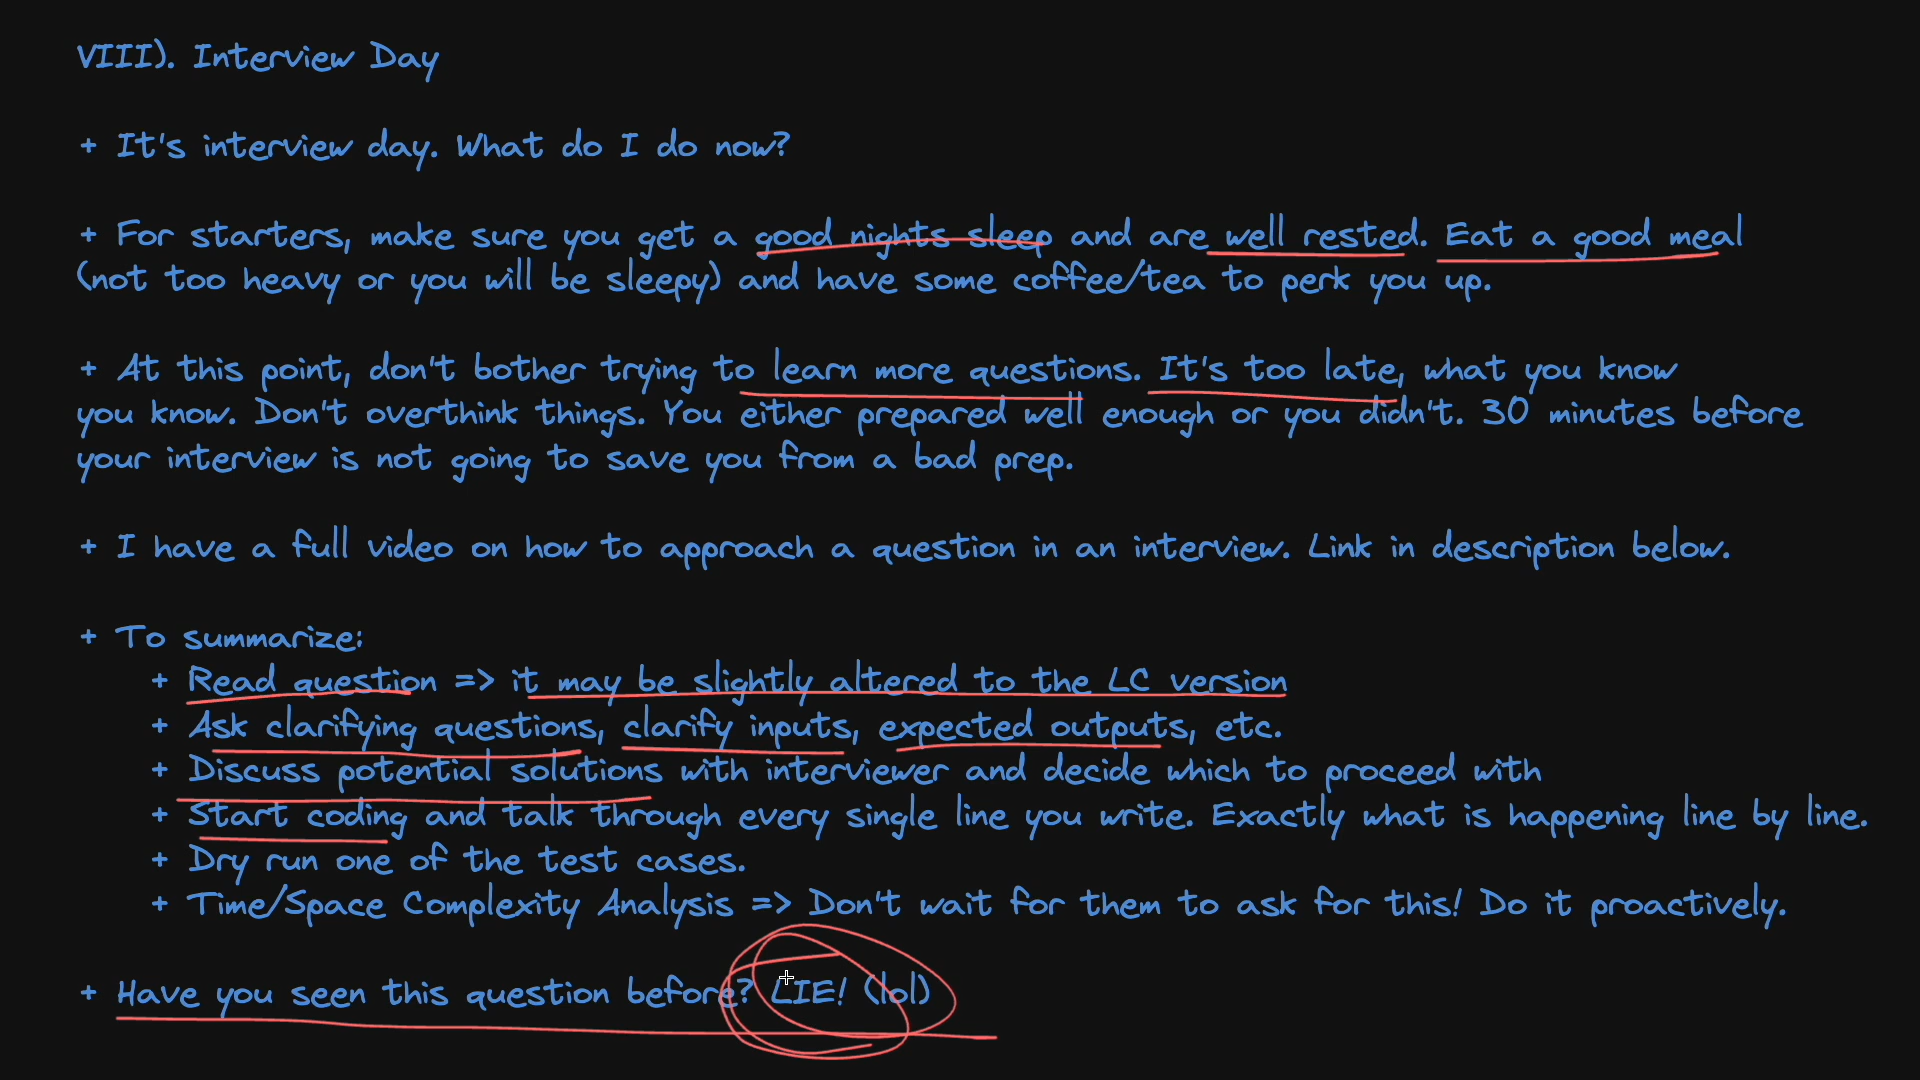 VIII). Interview Day
+ It's interview day. What do I do now?
+ For starters, make sure you get a good nights sleep and are well rested. Eat a good meal
(not too heavy or you will be sleepy) and have some coffee/tea to perk you up.
+ At this point, don't bother trying to learn more questions. It's too late, what you know
you know. Don't overthink things. You either prepared well enough or you didn't. 30 minutes before
your interview is not going to save you from a bad prep.
+ I have a full video on how to approach a question in an interview. Link in description below.
+ To summarize:
+ Read question => it may be slightly altered to the LC version
+ Ask clarifying questions, clarify inputs, expected outputs, etc.
+ Discuss potential solutions with interviewer and decide which to proceed with
+ Start coding and talk through every single line you write. Exactly what is happening line by line.
+ Dry run one of the test cases.
+ Time/Space Complexity Analysis => Don't wait for them to ask for this! Do it proactively.
+ Have you seen this question before? LIE! (lol)